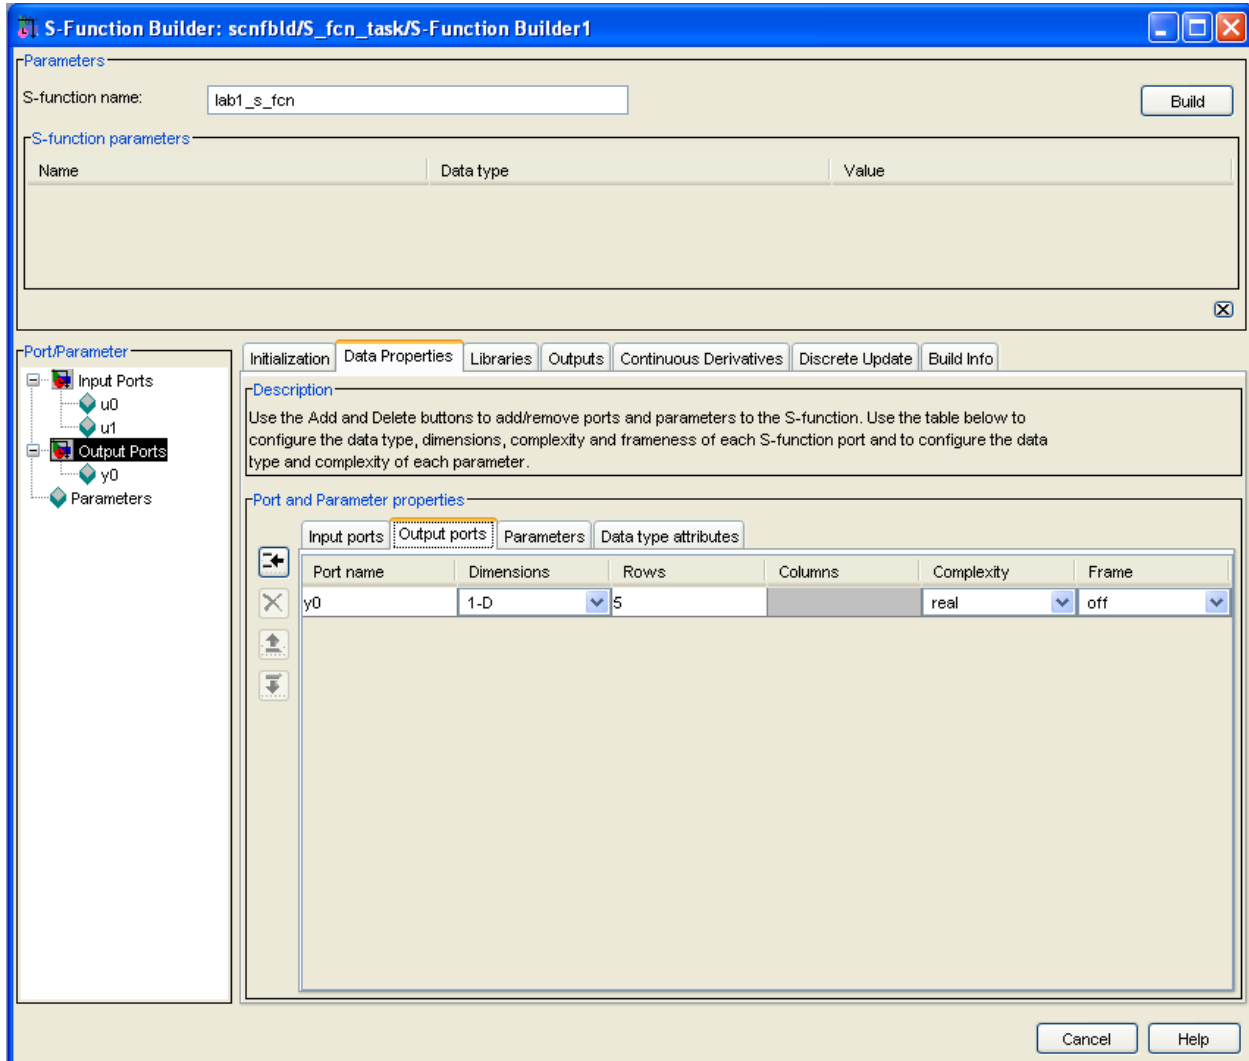 S-Function Builder: scnfbld/S_fcn_task/S-Function Builder1
Parameters
S-function name: lab1_s_fcn Build
S-function parameters
Name Data type Value
Port/Parameter
Input Ports
u0
u1
Output Ports
y0
Parameters
Initialization Data Properties Libraries Outputs Continuous Derivatives Discrete Update Build Info
Description
Use the Add and Delete buttons to add/remove ports and parameters to the S-function. Use the table below to
configure the data type, dimensions, complexity and frameness of each S-function port and to configure the data
type and complexity of each parameter.
Port and Parameter properties
Input ports Output ports Parameters Data type attributes
Port name Dimensions Rows Columns Complexity Frame
y0 1-D 5 real off
Cancel Help